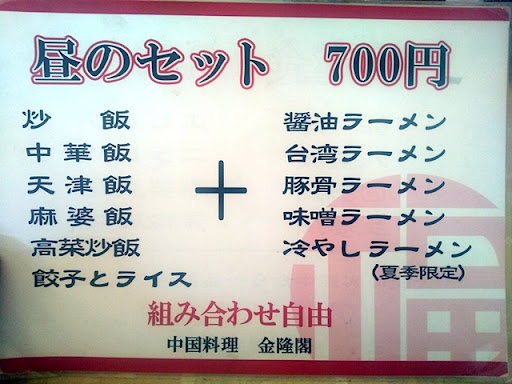 昼のセット 700円
炒飯 醤油ラーメン
中華飯 台湾ラーメン
天津飯 + 豚骨ラーメン
麻婆飯 味噌ラーメン
高菜炒飯 冷やしラーメン
餃子とライス (夏季限定)
組み合わせ自由
中国料理 金隆閣